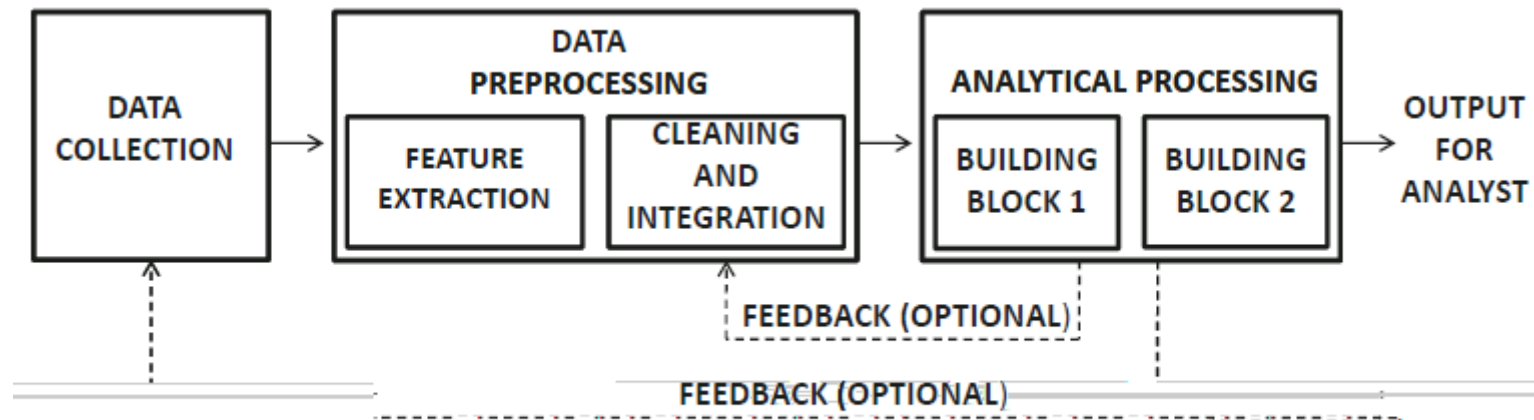 DATA
COLLECTION
DATA
PREPROCESSING
FEATURE
EXTRACTION
CLEANING
AND
INTEGRATION
ANALYTICAL PROCESSING
BUILDING
BLOCK 1
BUILDING
BLOCK 2
OUTPUT
FOR
ANALYST
FEEDBACK (OPTIONAL)
FEEDBACK (OPTIONAL)